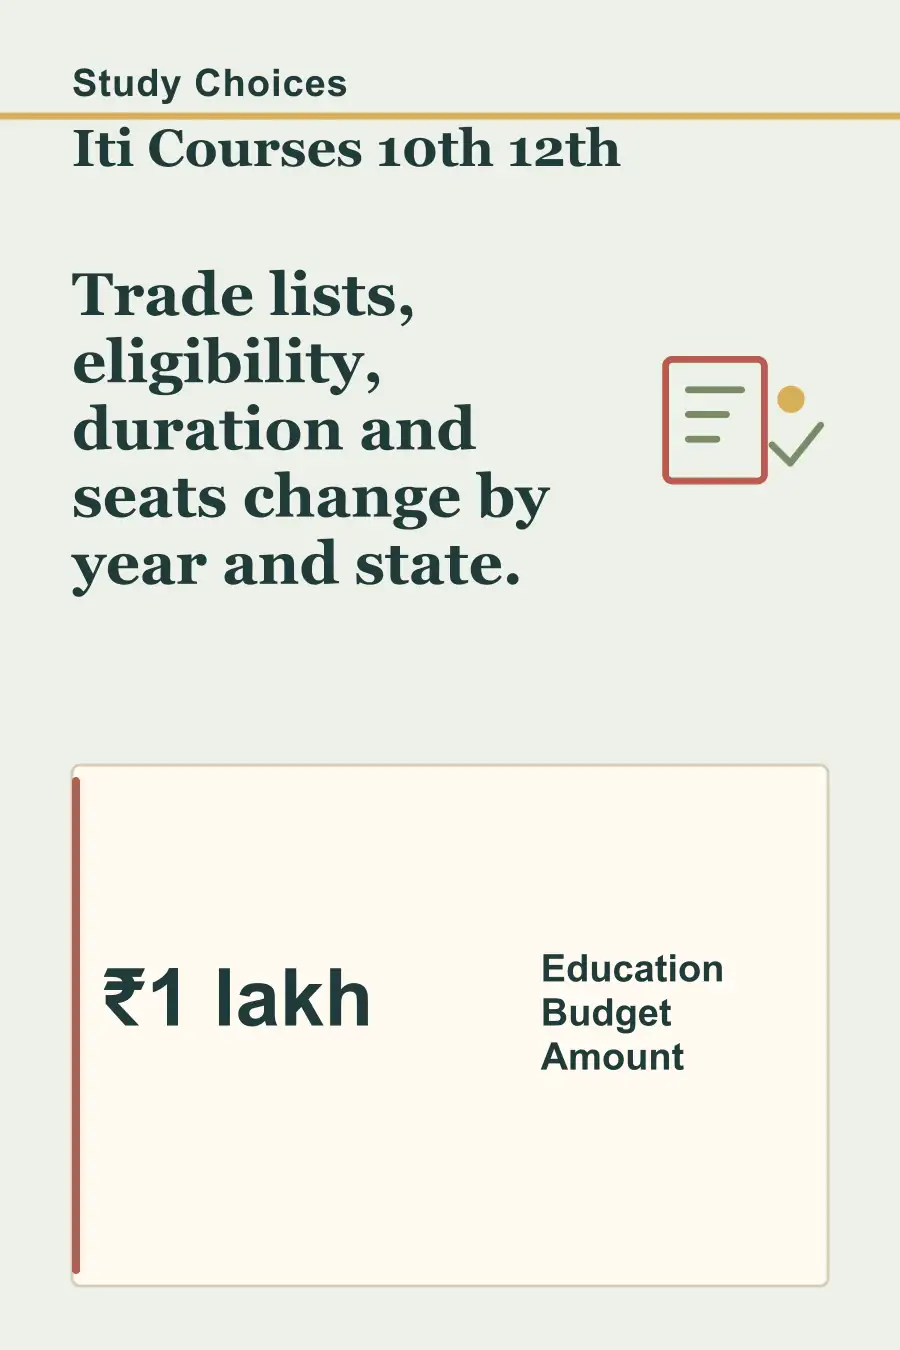 Study Choices
Iti Courses 10th 12th
Trade lists,
eligibility,
duration and
seats change by
year and state.
₹1 lakh
Education
Budget
Amount